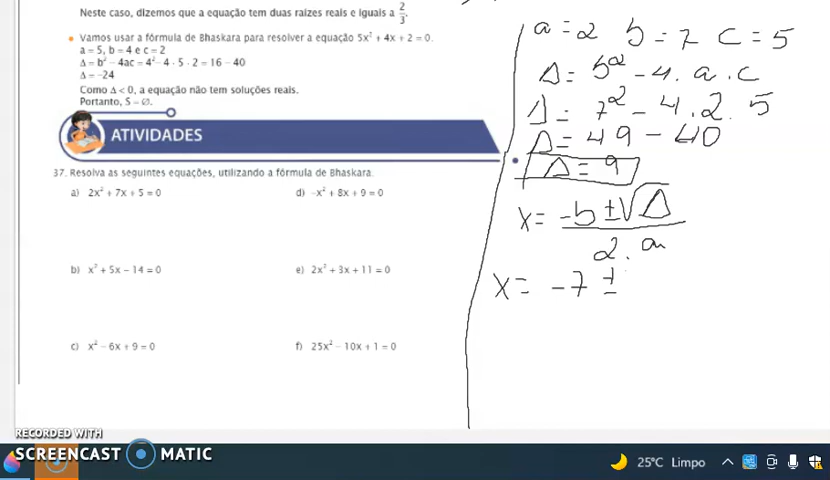 Neste caso, dizemos que a equação tem duas raízes reais e iguais a 2/3.
• Vamos usar a fórmula de Bhaskara para resolver a equação 5x² + 4x + 2 = 0.
a = 5, b = 4 e c = 2
Δ = b² − 4ac = 4² − 4 · 5 · 2 = 16 − 40
Δ = −24
Como Δ < 0, a equação não tem soluções reais.
Portanto, S = ∅.
ATIVIDADES
37. Resolva as seguintes equações, utilizando a fórmula de Bhaskara.
a) 2x² + 7x + 5 = 0
d) −x² + 8x + 9 = 0
b) x² + 5x − 14 = 0
e) 2x² + 3x + 11 = 0
c) x² − 6x + 9 = 0
f) 25x² − 10x + 1 = 0
a = 2 b = 7 c = 5
Δ = b² − 4. a . c
Δ = 7² − 4 . 2 . 5
Δ = 49 − 40
Δ = 9
x = −b ± √Δ / 2 . a
x = −7 ±
RECORDED WITH
SCREENCAST MATIC
25°C Limpo